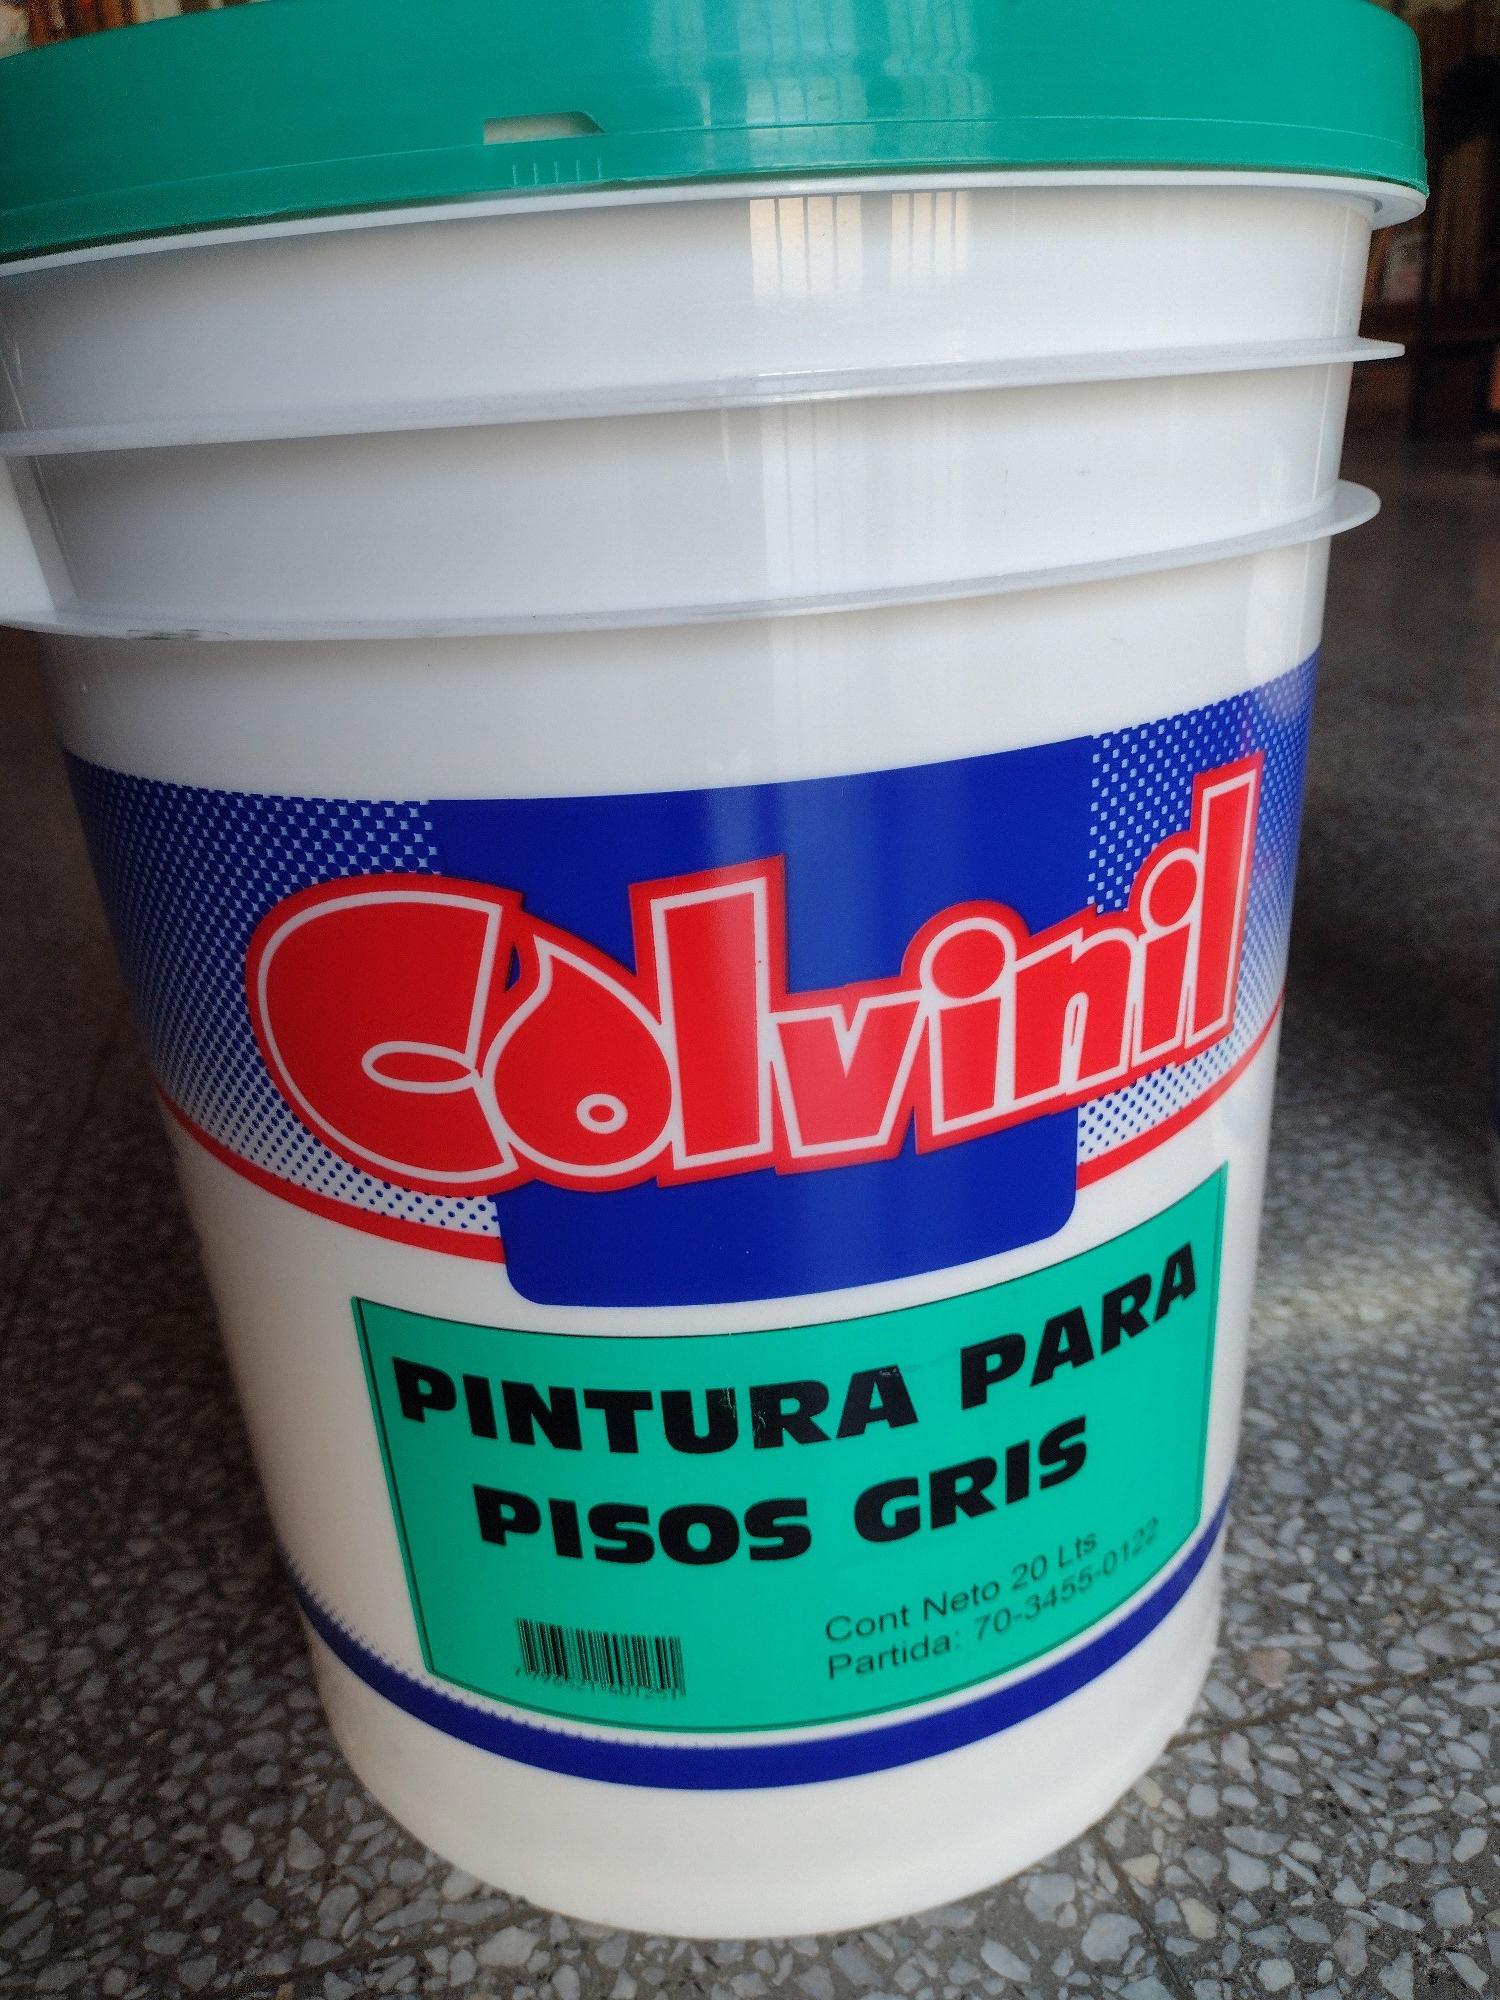 Colvinil
PINTURA PARA
PISOS GRIS
Cont Neto 20 Lts
Partida: 70-3455-0122